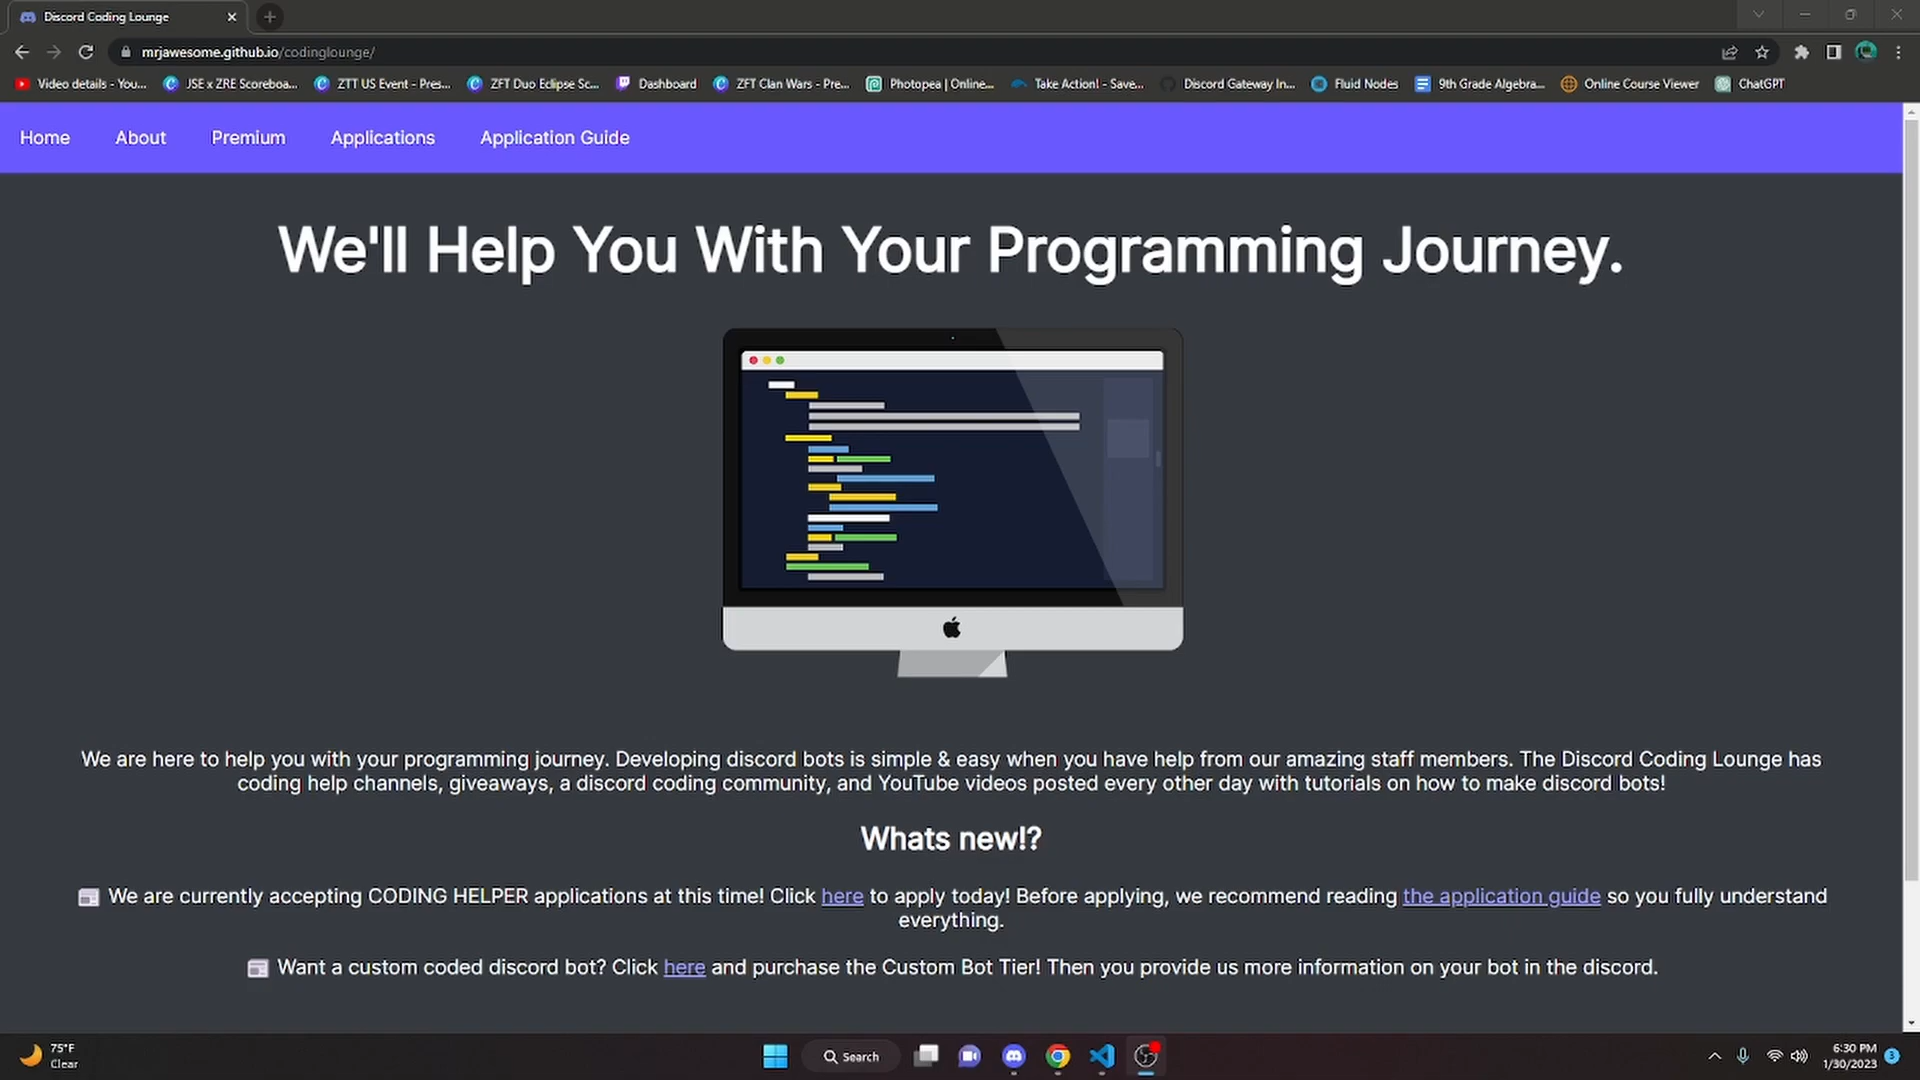 Discord Coding Lounge
mrjawesome.github.io/codinglounge/
Video details - You...
JSE x ZRE Scoreboa...
ZTT US Event - Pres...
ZFT Duo Eclipse Sc...
Dashboard
ZFT Clan Wars - Pre...
Photopea | Online...
Take Action! - Save...
Discord Gateway In...
Fluid Nodes
9th Grade Algebra...
Online Course Viewer
ChatGPT
Home
About
Premium
Applications
Application Guide
We'll Help You With Your Programming Journey.
We are here to help you with your programming journey. Developing discord bots is simple & easy when you have help from our amazing staff members. The Discord Coding Lounge has
coding help channels, giveaways, a discord coding community, and YouTube videos posted every other day with tutorials on how to make discord bots!
Whats new!?
We are currently accepting CODING HELPER applications at this time! Click here to apply today! Before applying, we recommend reading the application guide so you fully understand
everything.
Want a custom coded discord bot? Click here and purchase the Custom Bot Tier! Then you provide us more information on your bot in the discord.
75°F
Clear
Search
6:30 PM
1/30/2023
3